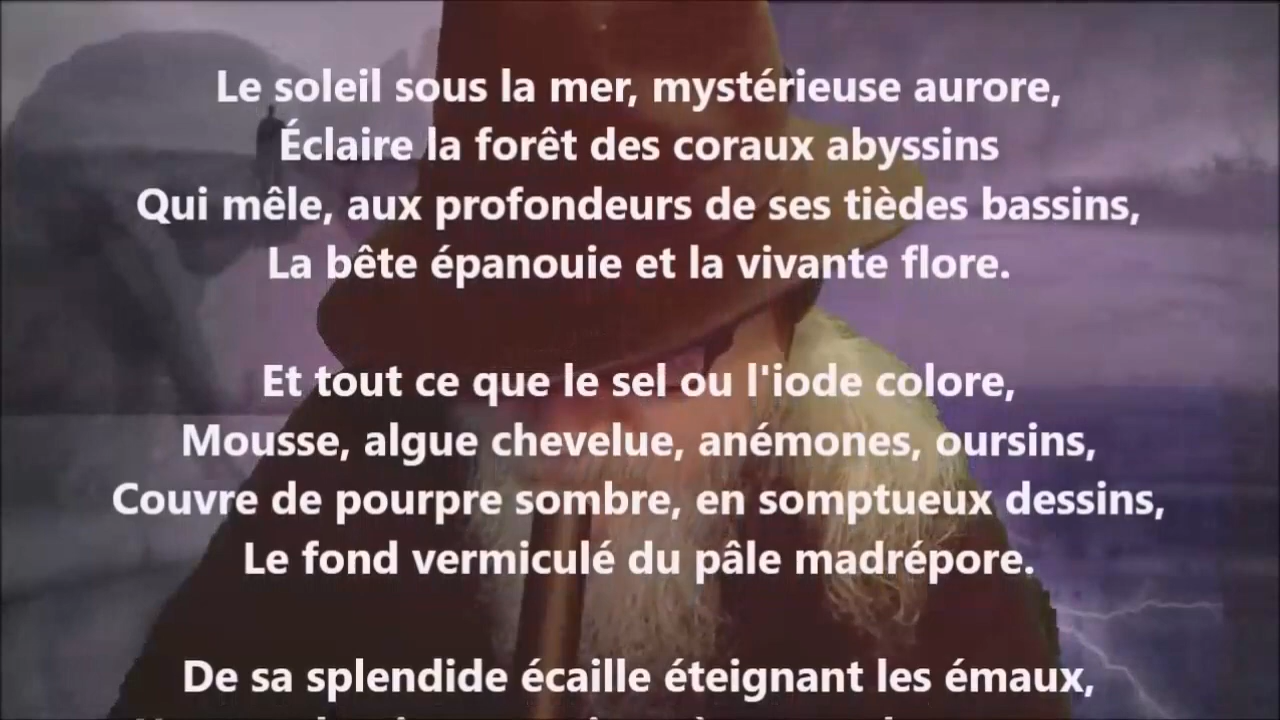 Le soleil sous la mer, mystérieuse aurore,
Éclaire la forêt des coraux abyssins
Qui mêle, aux profondeurs de ses tièdes bassins,
La bête épanouie et la vivante flore.
Et tout ce que le sel ou l'iode colore,
Mousse, algue chevelue, anémones, oursins,
Couvre de pourpre sombre, en somptueux dessins,
Le fond vermiculé du pâle madrépore.
De sa splendide écaille éteignant les émaux,